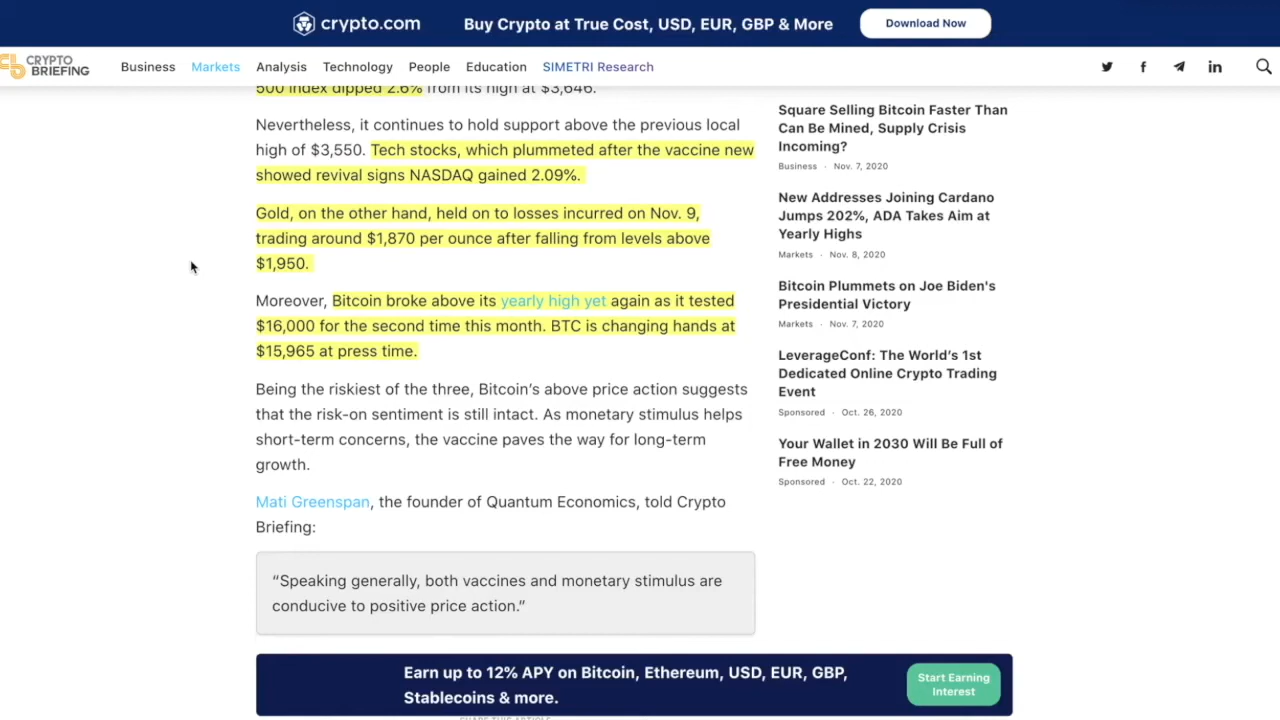 crypto.com
Buy Crypto at True Cost, USD, EUR, GBP & More
Download Now
CRYPTO
BRIEFING
Business Markets Analysis Technology People Education SIMETRI Research
500 index dipped 2.6% from its high at $3,646.
Nevertheless, it continues to hold support above the previous local
high of $3,550. Tech stocks, which plummeted after the vaccine new
showed revival signs NASDAQ gained 2.09%.
Gold, on the other hand, held on to losses incurred on Nov. 9,
trading around $1,870 per ounce after falling from levels above
$1,950.
Moreover, Bitcoin broke above its yearly high yet again as it tested
$16,000 for the second time this month. BTC is changing hands at
$15,965 at press time.
Being the riskiest of the three, Bitcoin’s above price action suggests
that the risk-on sentiment is still intact. As monetary stimulus helps
short-term concerns, the vaccine paves the way for long-term
growth.
Mati Greenspan, the founder of Quantum Economics, told Crypto
Briefing:
“Speaking generally, both vaccines and monetary stimulus are
conducive to positive price action.”
Square Selling Bitcoin Faster Than
Can Be Mined, Supply Crisis
Incoming?
Business · Nov. 7, 2020
New Addresses Joining Cardano
Jumps 202%, ADA Takes Aim at
Yearly Highs
Markets · Nov. 8, 2020
Bitcoin Plummets on Joe Biden's
Presidential Victory
Markets · Nov. 7, 2020
LeverageConf: The World’s 1st
Dedicated Online Crypto Trading
Event
Sponsored · Oct. 26, 2020
Your Wallet in 2030 Will Be Full of
Free Money
Sponsored · Oct. 22, 2020
Earn up to 12% APY on Bitcoin, Ethereum, USD, EUR, GBP,
Stablecoins & more.
Start Earning
Interest
SHARE THIS ARTICLE